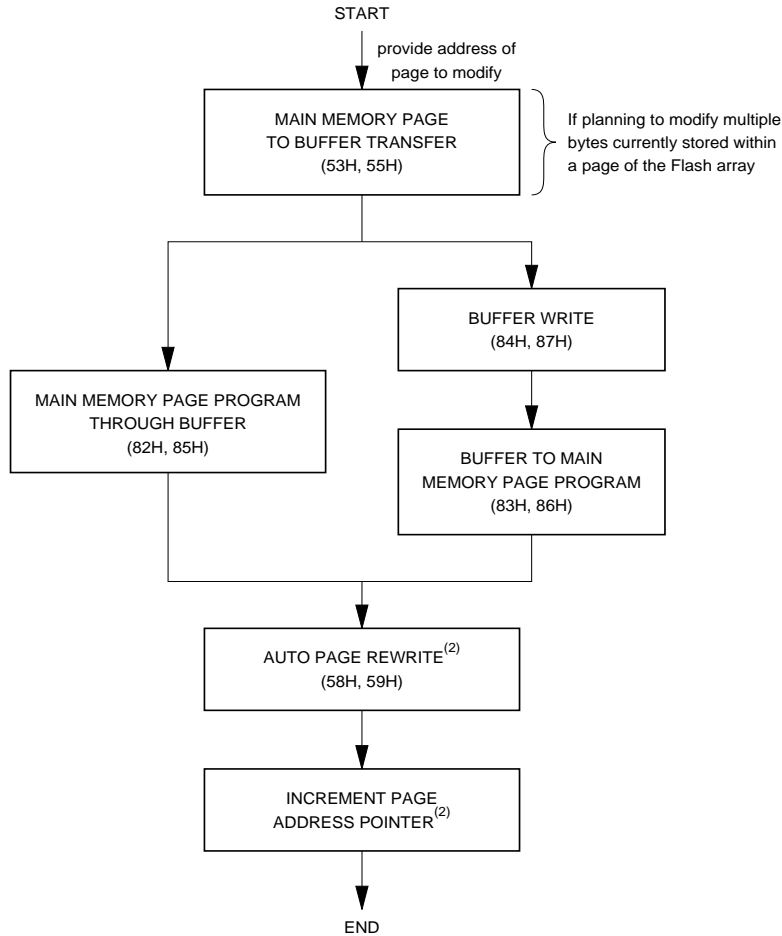 START
provide address of
page to modify
MAIN MEMORY PAGE
TO BUFFER TRANSFER
(53H, 55H)
If planning to modify multiple
bytes currently stored within
a page of the Flash array
BUFFER WRITE
(84H, 87H)
MAIN MEMORY PAGE PROGRAM
THROUGH BUFFER
(82H, 85H)
BUFFER TO MAIN
MEMORY PAGE PROGRAM
(83H, 86H)
AUTO PAGE REWRITE(2)
(58H, 59H)
INCREMENT PAGE
ADDRESS POINTER(2)
END